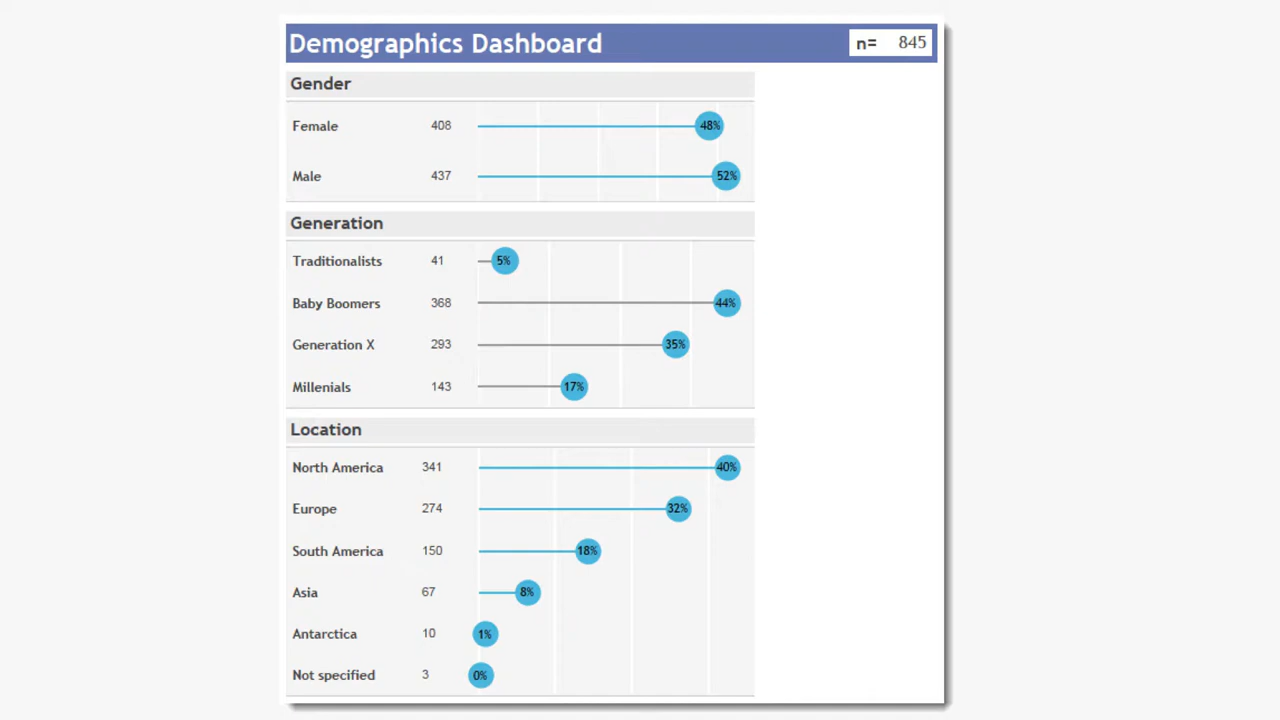 Demographics Dashboard n= 845
Gender
Female 408 48%
Male 437 52%
Generation
Traditionalists 41 5%
Baby Boomers 368 44%
Generation X 293 35%
Millenials 143 17%
Location
North America 341 40%
Europe 274 32%
South America 150 18%
Asia 67 8%
Antarctica 10 1%
Not specified 3 0%